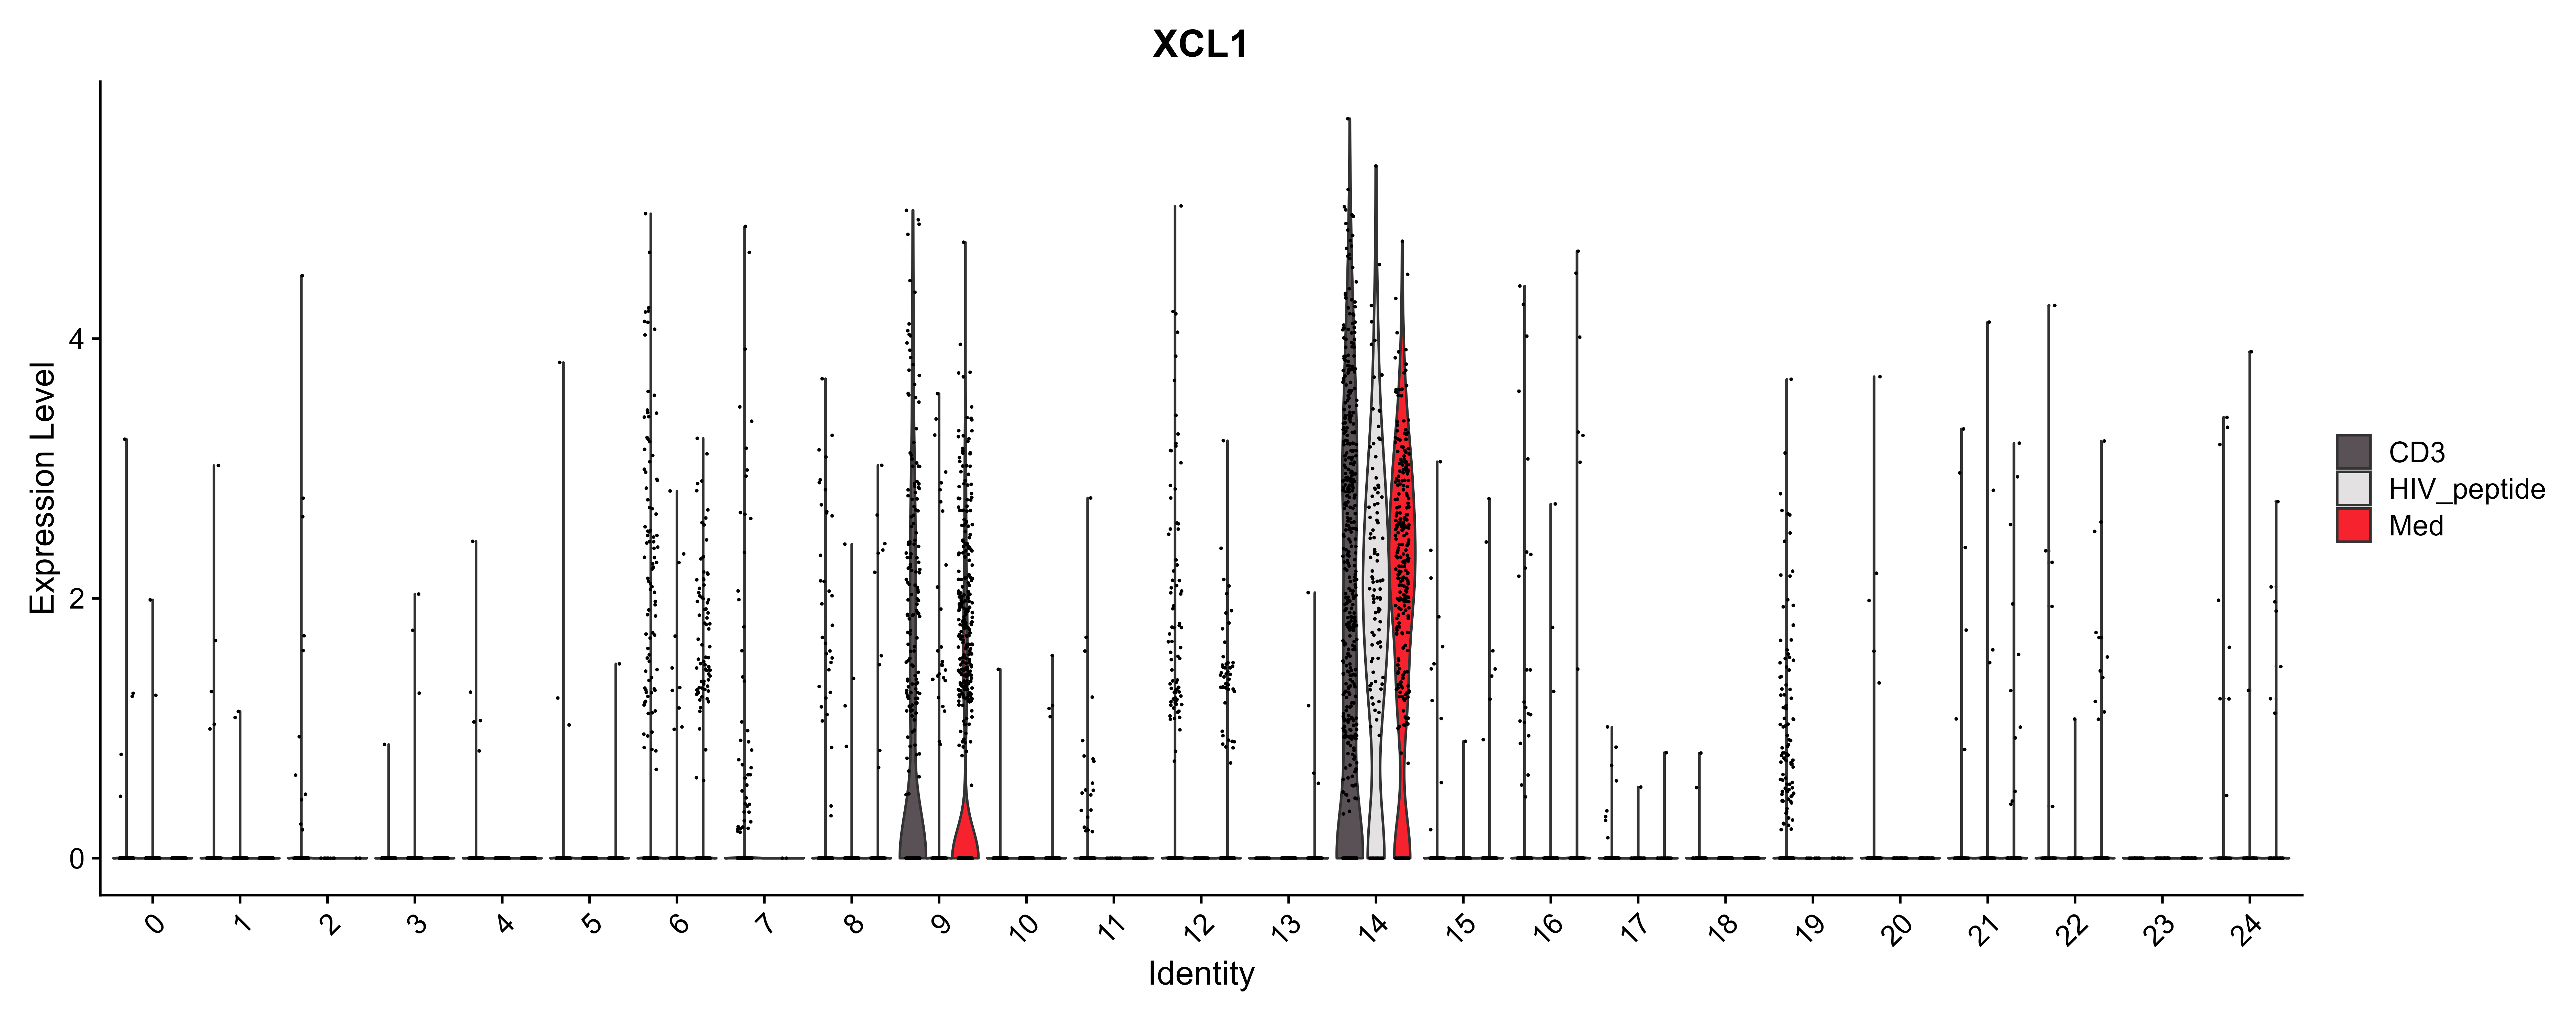 XCL1
Expression Level
4
2
0
0 1 2 3 4 5 6 7 8 9 10 11 12 13 14 15 16 17 18 19 20 21 22 23 24
Identity
CD3
HIV_peptide
Med